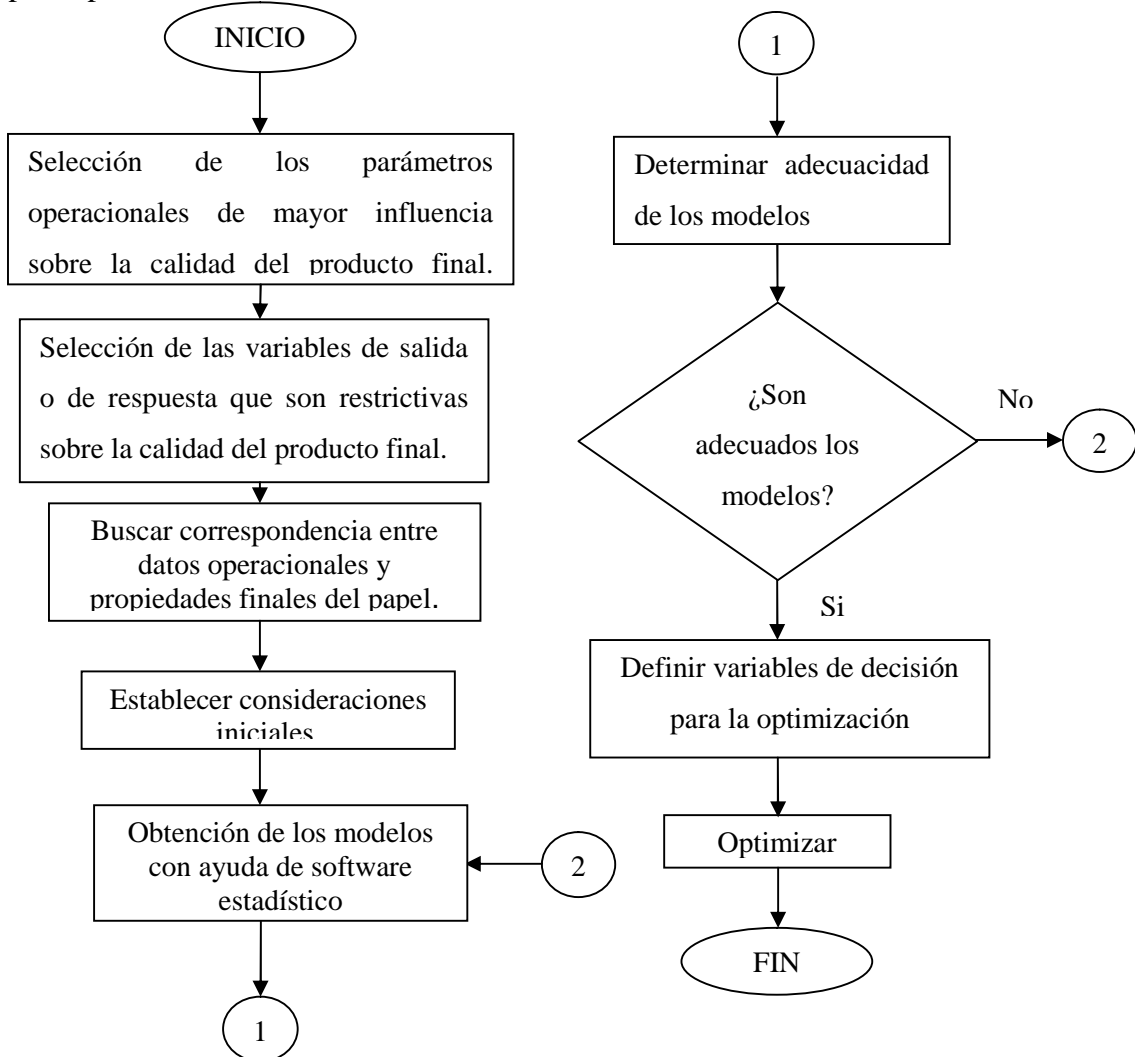 INICIO
Selección de los parámetros
operacionales de mayor influencia
sobre la calidad del producto final.
Selección de las variables de salida
o de respuesta que son restrictivas
sobre la calidad del producto final.
Buscar correspondencia entre
datos operacionales y
propiedades finales del papel.
Establecer consideraciones
iniciales
Obtención de los modelos
con ayuda de software
estadístico
2
1
1
Determinar adecuacidad
de los modelos
¿Son
adecuados los
modelos?
No
2
Si
Definir variables de decisión
para la optimización
Optimizar
FIN